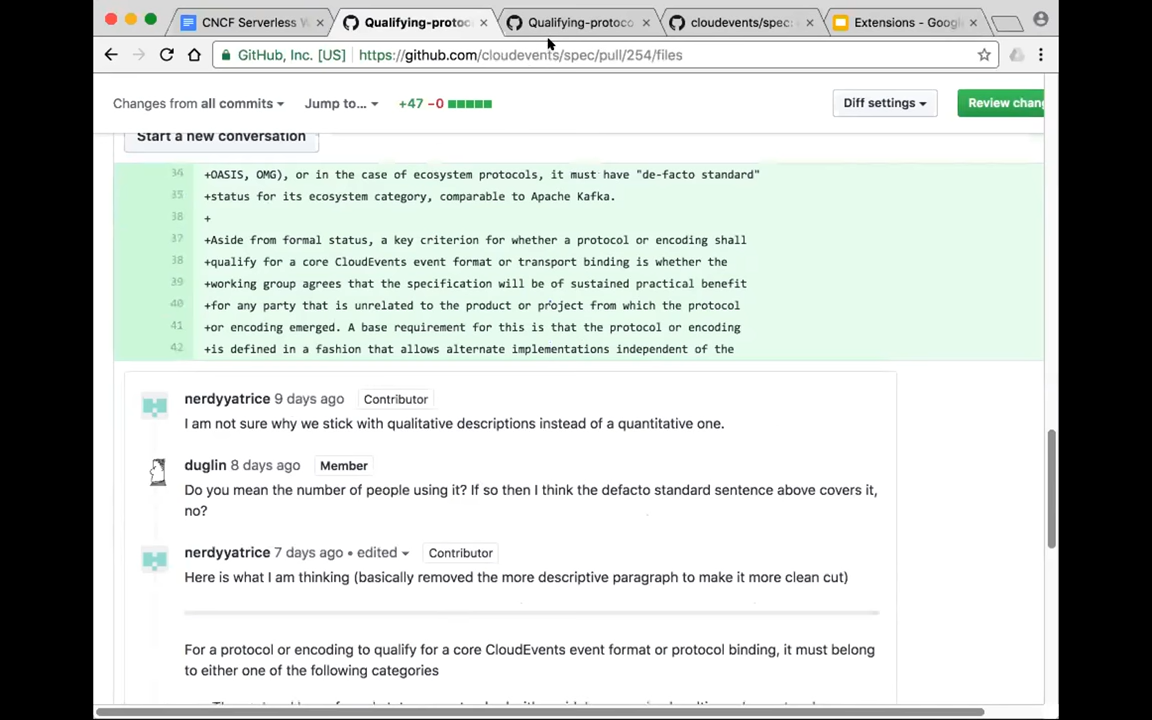 CNCF Serverless W
Qualifying-protoc
Qualifying-protoco
cloudevents/spec:
Extensions - Googl
GitHub, Inc. [US]
https://github.com/cloudevents/spec/pull/254/files
Changes from all commits
Jump to...
+47 −0
Diff settings
Review chang
Start a new conversation
34 +OASIS, OMG), or in the case of ecosystem protocols, it must have "de-facto standard"
35 +status for its ecosystem category, comparable to Apache Kafka.
38 +
37 +Aside from formal status, a key criterion for whether a protocol or encoding shall
38 +qualify for a core CloudEvents event format or transport binding is whether the
39 +working group agrees that the specification will be of sustained practical benefit
40 +for any party that is unrelated to the product or project from which the protocol
41 +or encoding emerged. A base requirement for this is that the protocol or encoding
42 +is defined in a fashion that allows alternate implementations independent of the
nerdyyatrice 9 days ago Contributor
I am not sure why we stick with qualitative descriptions instead of a quantitative one.
duglin 8 days ago Member
Do you mean the number of people using it? If so then I think the defacto standard sentence above covers it,
no?
nerdyyatrice 7 days ago • edited Contributor
Here is what I am thinking (basically removed the more descriptive paragraph to make it more clean cut)
For a protocol or encoding to qualify for a core CloudEvents event format or protocol binding, it must belong
to either one of the following categories